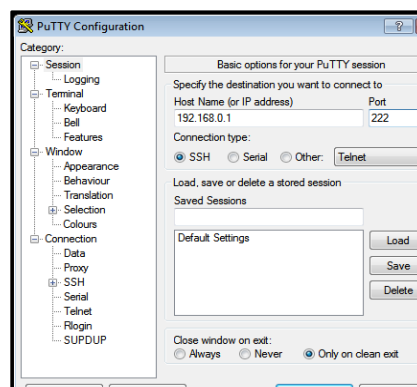 PuTTY Configuration
Category:
Session
Logging
Terminal
Keyboard
Bell
Features
Window
Appearance
Behaviour
Translation
Selection
Colours
Connection
Data
Proxy
SSH
Serial
Telnet
Rlogin
SUPDUP
Basic options for your PuTTY session
Specify the destination you want to connect to
Host Name (or IP address) Port
192.168.0.1 222
Connection type:
SSH Serial Other: Telnet
Load, save or delete a stored session
Saved Sessions
Default Settings
Load
Save
Delete
Close window on exit:
Always Never Only on clean exit